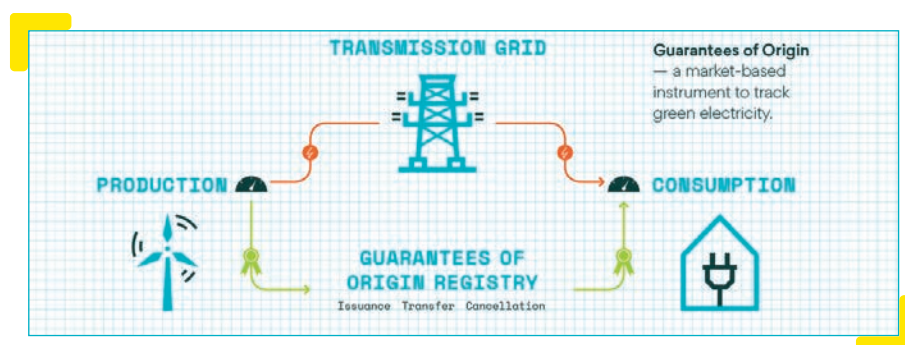 TRANSMISSION GRID
Guarantees of Origin
— a market-based
instrument to track
green electricity.
PRODUCTION
CONSUMPTION
GUARANTEES OF
ORIGIN REGISTRY
Issuance Transfer Cancellation